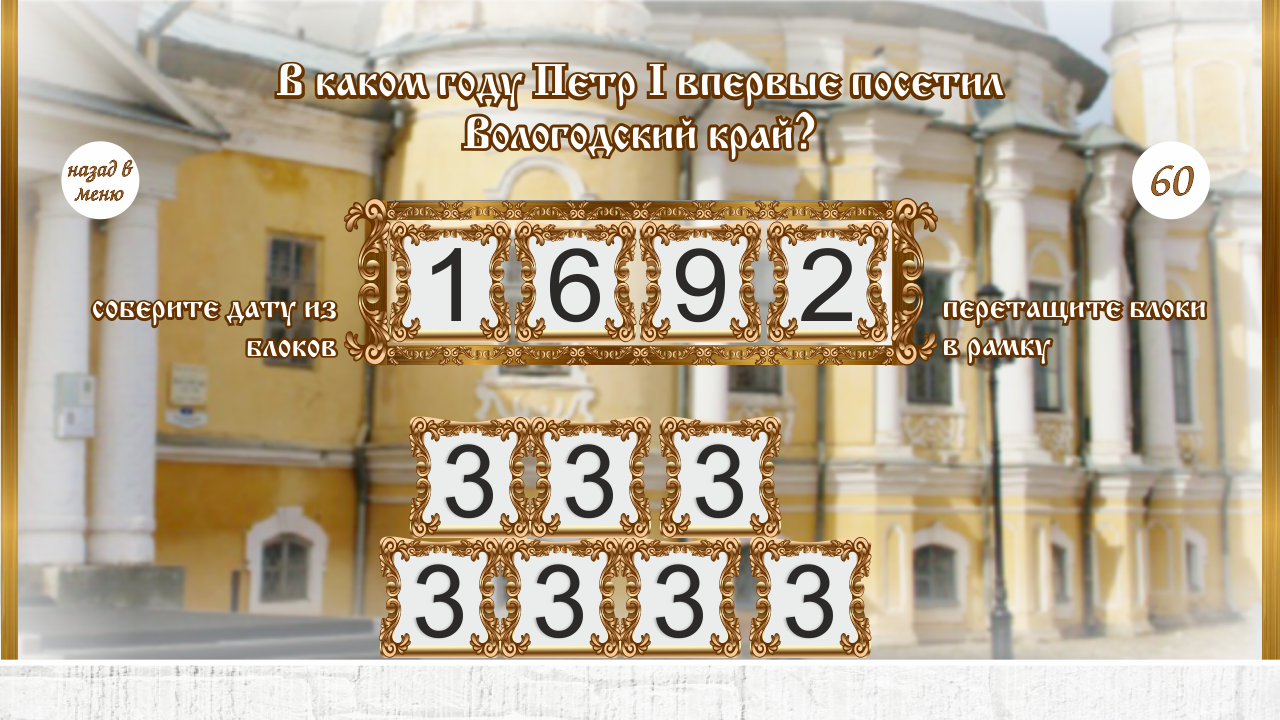 В каком году Петр I впервые посетил
Вологодский край?
назад в
меню
60
1 6 9 2
соберите дату из
блоков
перетащите блоки
в рамку
3 3 3
3 3 3 3